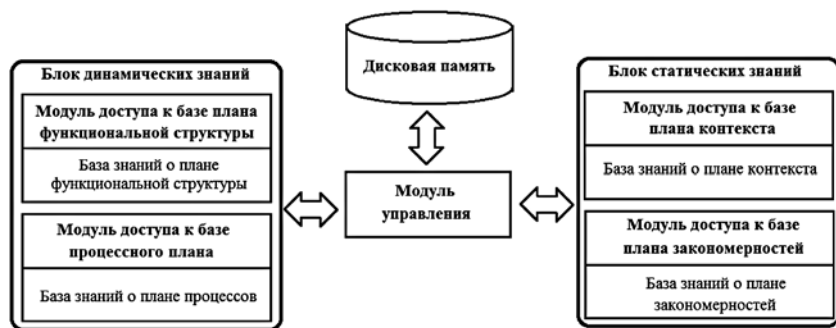 Блок динамических знаний
Модуль доступа к базе плана
функциональной структуры
База знаний о плане
функциональной структуры
Модуль доступа к базе
процессного плана
База знаний о плане процессов
Дисковая память
Модуль
управления
Блок статических знаний
Модуль доступа к базе
плана контекста
База знаний о плане контекста
Модуль доступа к базе
плана закономерностей
База знаний о плане
закономерностей